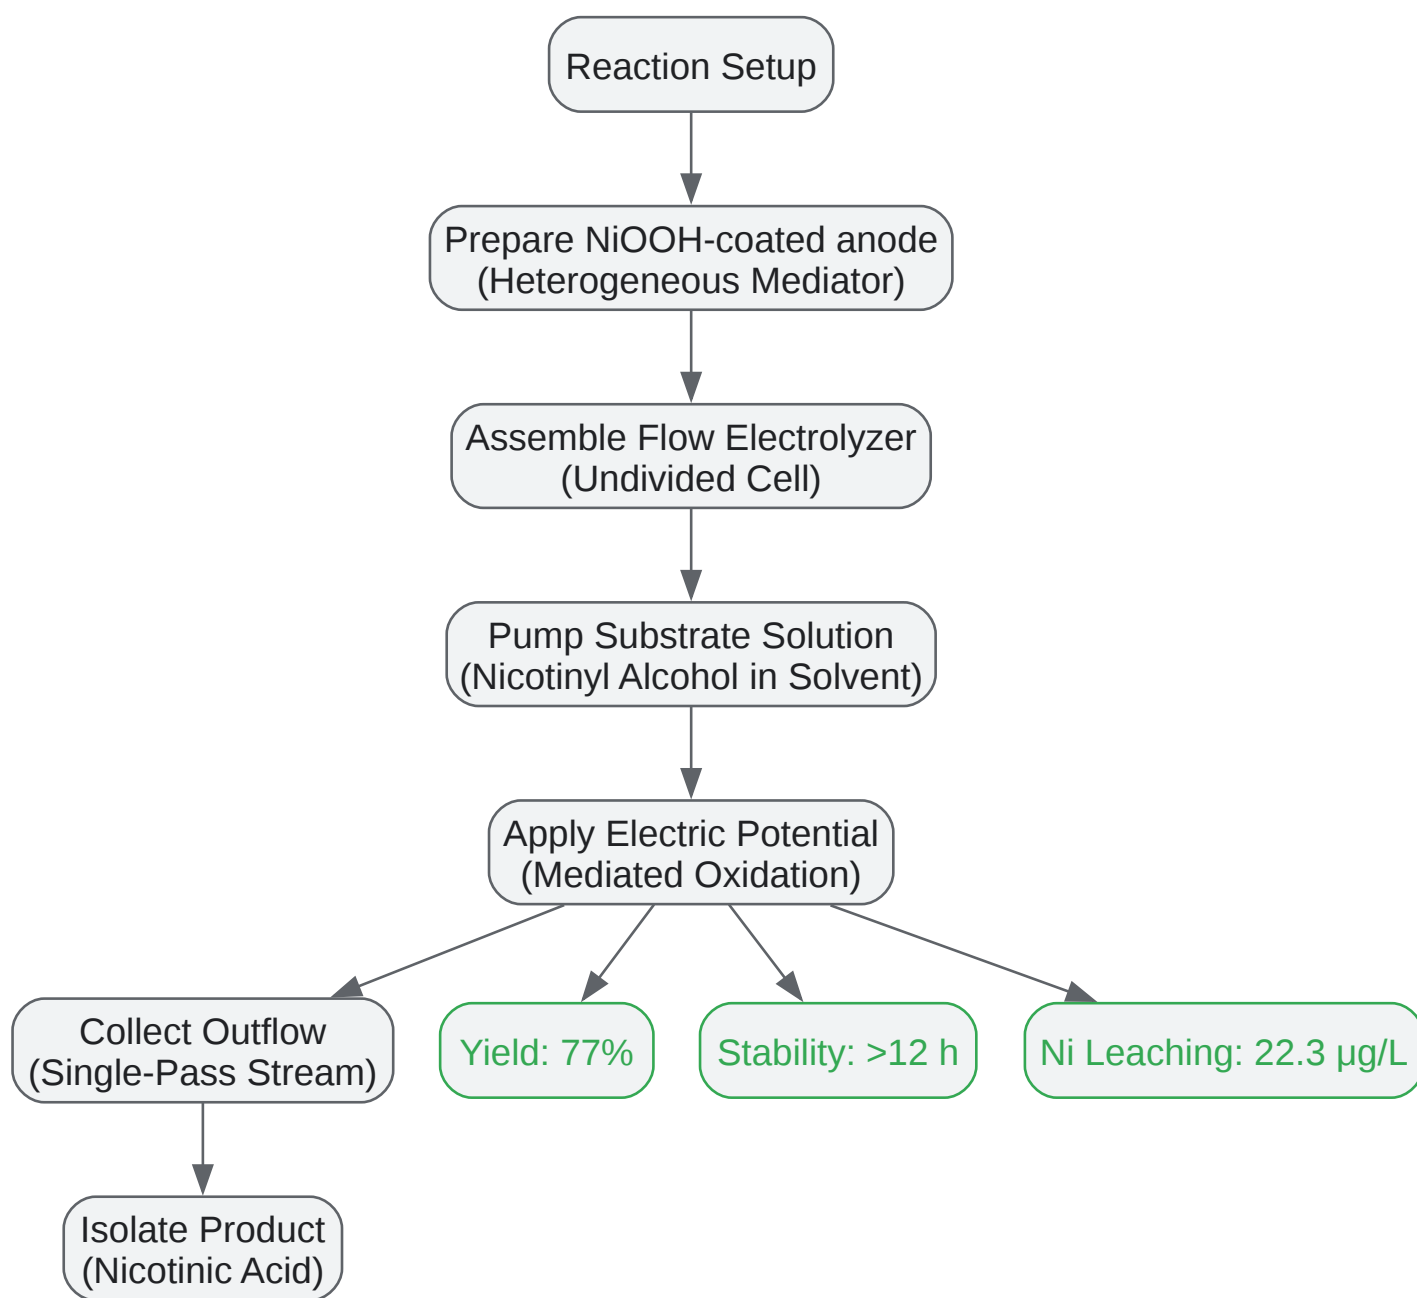 Reaction Setup
Prepare NiOOH-coated anode
(Heterogeneous Mediator)
Assemble Flow Electrolyzer
(Undivided Cell)
Pump Substrate Solution
(Nicotinyl Alcohol in Solvent)
Apply Electric Potential
(Mediated Oxidation)
Collect Outflow
(Single-Pass Stream)
Yield: 77%
Stability: >12 h
Ni Leaching: 22.3 µg/L
Isolate Product
(Nicotinic Acid)